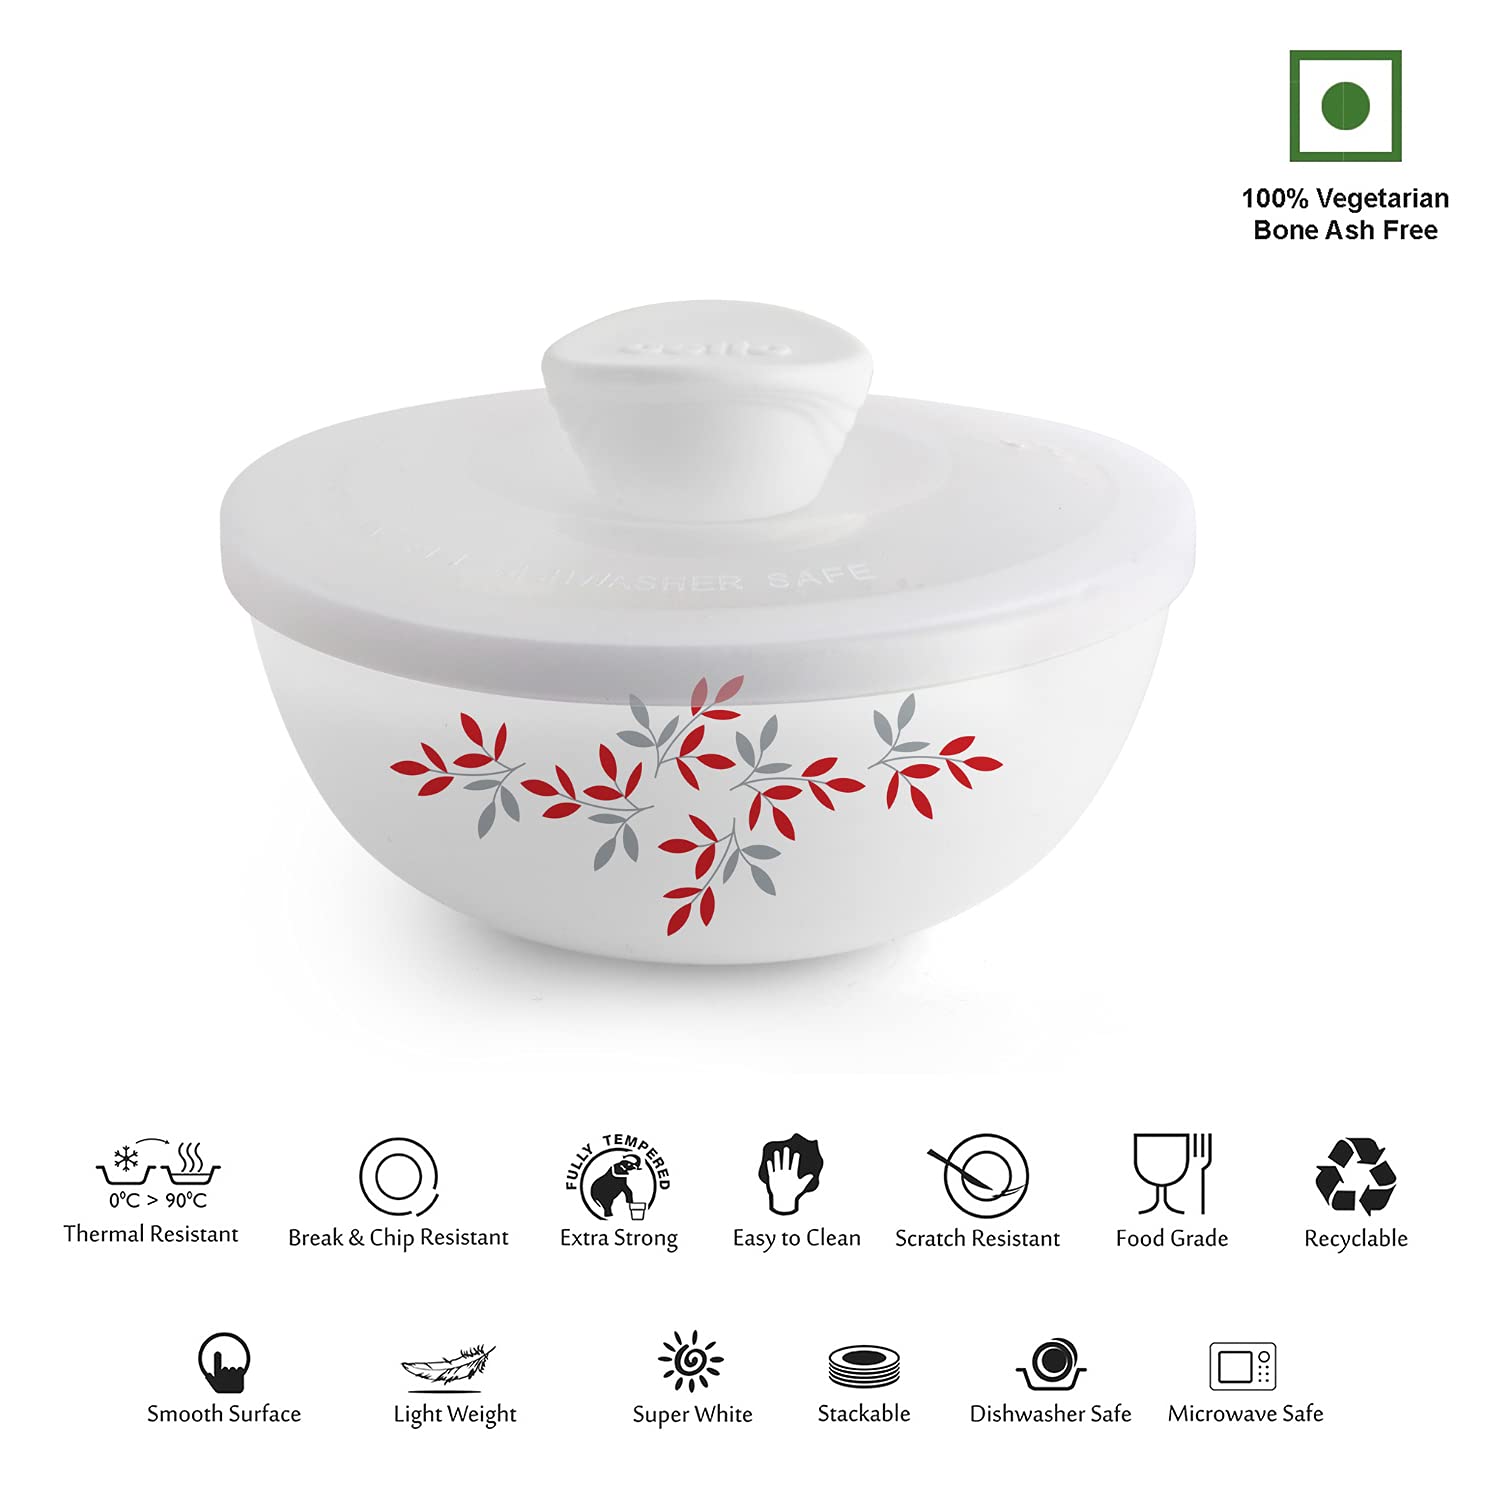 100% Vegetarian
Bone Ash Free
DISHWASHER SAFE
0°C > 90°C
Thermal Resistant
Break & Chip Resistant
FULLY TEMPERED
Extra Strong
Easy to Clean
Scratch Resistant
Food Grade
Recyclable
Smooth Surface
Light Weight
Super White
Stackable
Dishwasher Safe
Microwave Safe